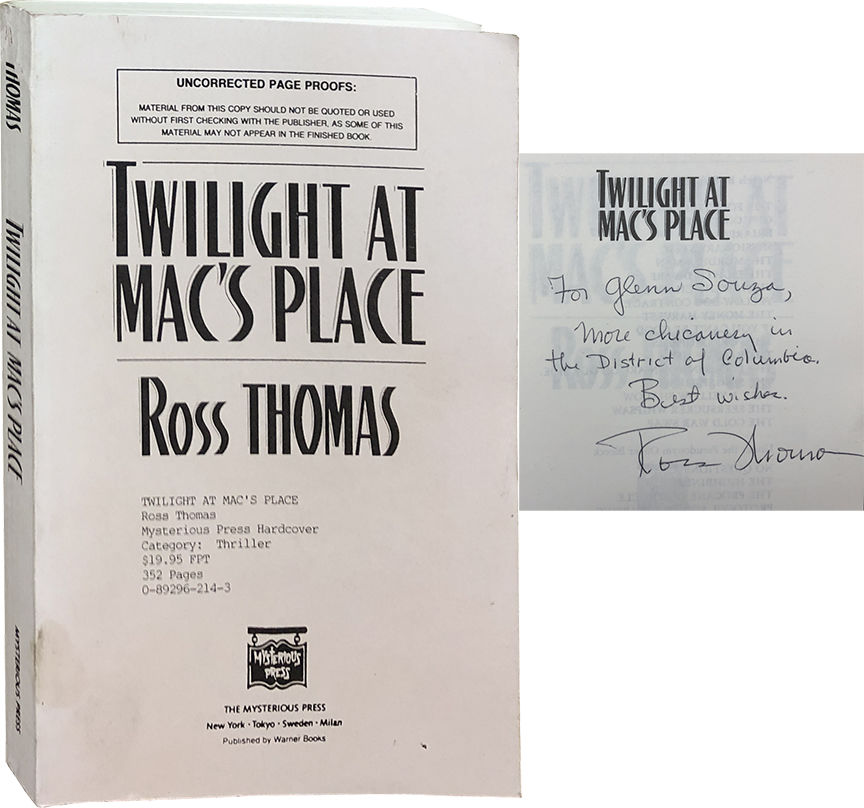 THOMAS
TWILIGHT AT MAC'S PLACE
MYSTERIOUS PRESS
UNCORRECTED PAGE PROOFS:
MATERIAL FROM THIS COPY SHOULD NOT BE QUOTED OR USED
WITHOUT FIRST CHECKING WITH THE PUBLISHER, AS SOME OF THIS
MATERIAL MAY NOT APPEAR IN THE FINISHED BOOK.
TWILIGHT AT
MAC'S PLACE
ROSS THOMAS
TWILIGHT AT MAC'S PLACE
Ross Thomas
Mysterious Press Hardcover
Category: Thriller
$19.95 FPT
352 Pages
0-89296-214-3
MYSTERIOUS
PRESS
THE MYSTERIOUS PRESS
New York · Tokyo · Sweden · Milan
Published by Warner Books
TWILIGHT AT
MAC'S PLACE
For Glenn Souza,
More chicanery in
the District of Columbia.
Best wishes.
Ross Thomas